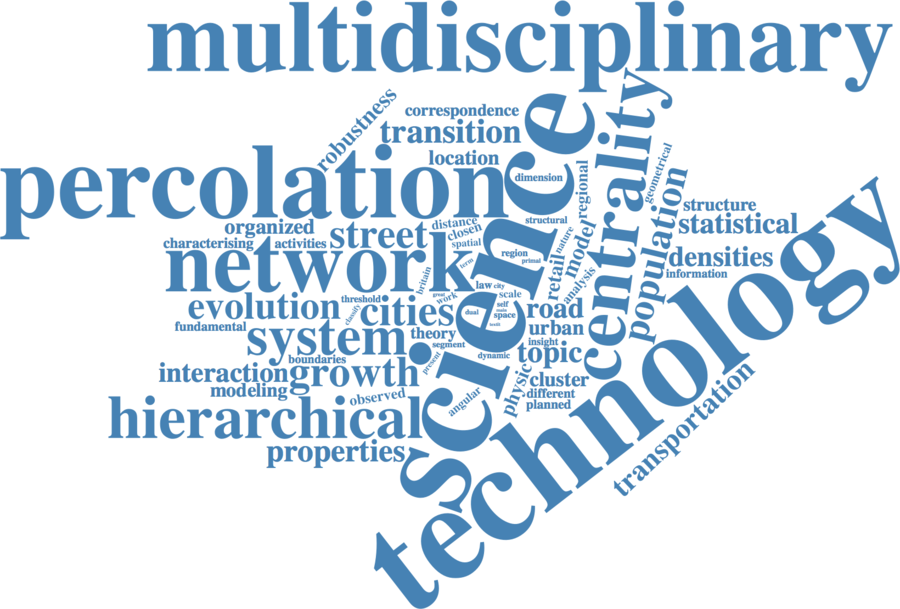 multidisciplinary
robustness
correspondence
transition
location
science
centrality
percolation
dimension
regional
geometrical
population
structure
statistical
organized
characterising
activities
street
distance
closen
spatial
structural
nature
model
network
region
primal
term
retail
analysis
densities
information
technology
britain
law
city
great
work
scale
evolution
threshold
classify
cities
self
main
space
dual
road
fundamental
system
theory
segment
urban
insight
boundaries
present
dynamic
topic
interaction
growth
physic
cluster
modeling
observed
angular
different
planned
hierarchical
properties
transportation